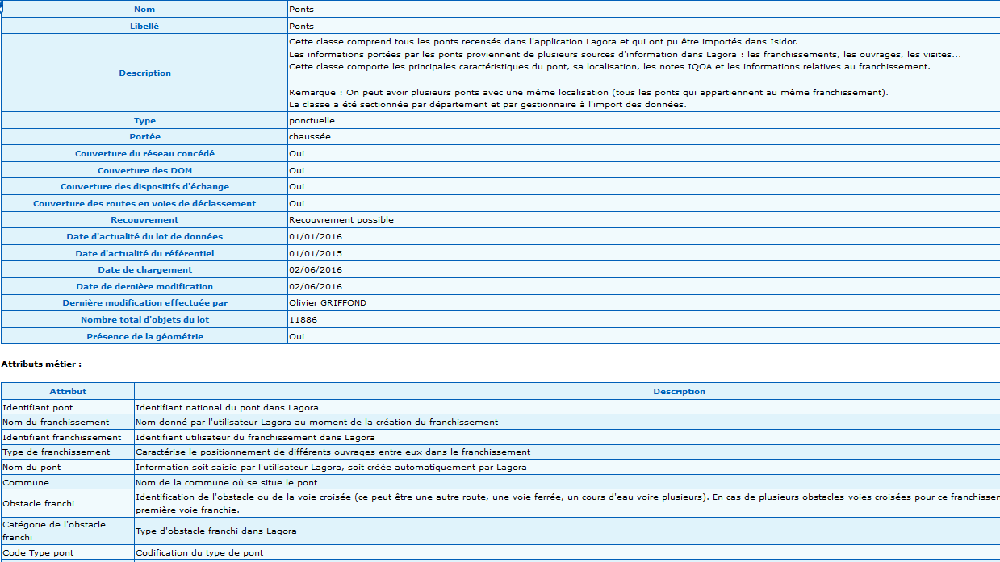 Nom Ponts
Libellé Ponts
Description
Cette classe comprend tous les ponts recensés dans l'application Lagora et qui ont pu être importés dans Isidor.
Les informations portées par les ponts proviennent de plusieurs sources d'information dans Lagora : les franchissements, les ouvrages, les visites...
Cette classe comporte les principales caractéristiques du pont, sa localisation, les notes IQOA et les informations relatives au franchissement.
Remarque : On peut avoir plusieurs ponts avec une même localisation (tous les ponts qui appartiennent au même franchissement).
La classe a été sectionnée par département et par gestionnaire à l'import des données.
Type ponctuelle
Portée chaussée
Couverture du réseau concédé Oui
Couverture des DOM Oui
Couverture des dispositifs d'échange Oui
Couverture des routes en voies de déclassement Oui
Recouvrement Recouvrement possible
Date d'actualité du lot de données 01/01/2016
Date d'actualité du référentiel 01/01/2015
Date de chargement 02/06/2016
Date de dernière modification 02/06/2016
Dernière modification effectuée par Olivier GRIFFOND
Nombre total d'objets du lot 11886
Présence de la géométrie Oui
Attributs métier :
Attribut Description
Identifiant pont Identifiant national du pont dans Lagora
Nom du franchissement Nom donné par l'utilisateur Lagora au moment de la création du franchissement
Identifiant franchissement Identifiant utilisateur du franchissement dans Lagora
Type de franchissement Caractérise le positionnement de différents ouvrages entre eux dans le franchissement
Nom du pont Information soit saisie par l'utilisateur Lagora, soit créée automatiquement par Lagora
Commune Nom de la commune où se situe le pont
Obstacle franchi
Identification de l'obstacle ou de la voie croisée (ce peut être une autre route, une voie ferrée, un cours d'eau voire plusieurs). En cas de plusieurs obstacles-voies croisées pour ce franchissem
première voie franchie.
Catégorie de l'obstacle
franchi
Type d'obstacle franchi dans Lagora
Code Type pont Codification du type de pont